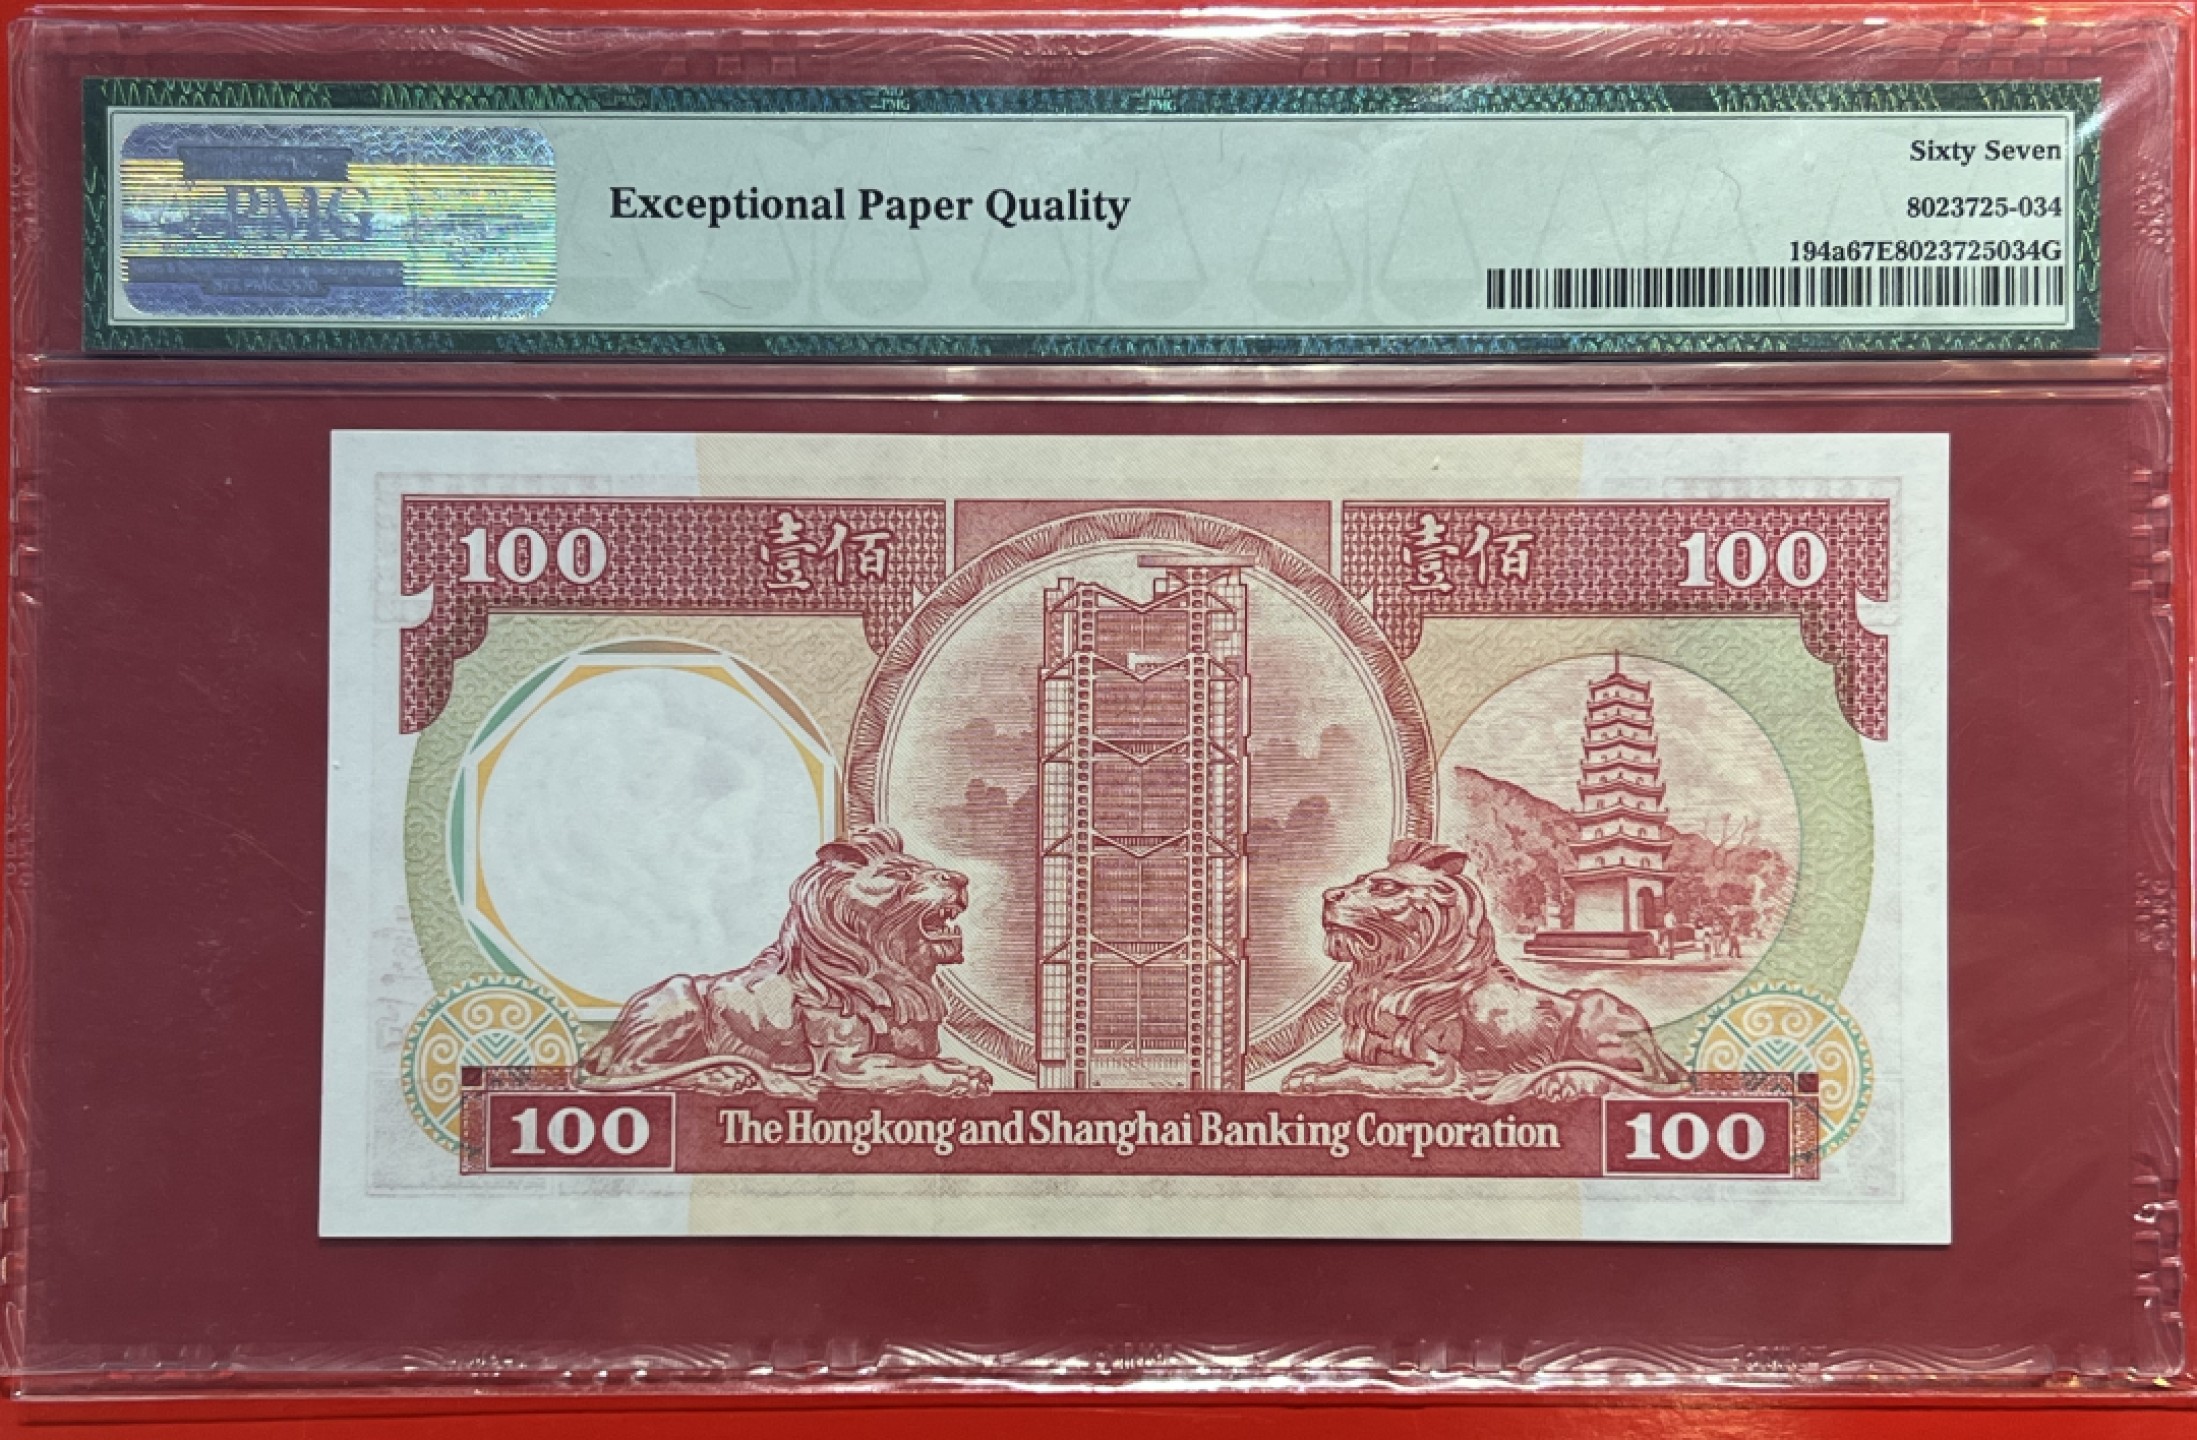 PMG
Exceptional Paper Quality
Sixty Seven
8023725-034
194a67E8023725034G
100 壹佰 壹佰 100
100 The Hongkong and Shanghai Banking Corporation 100